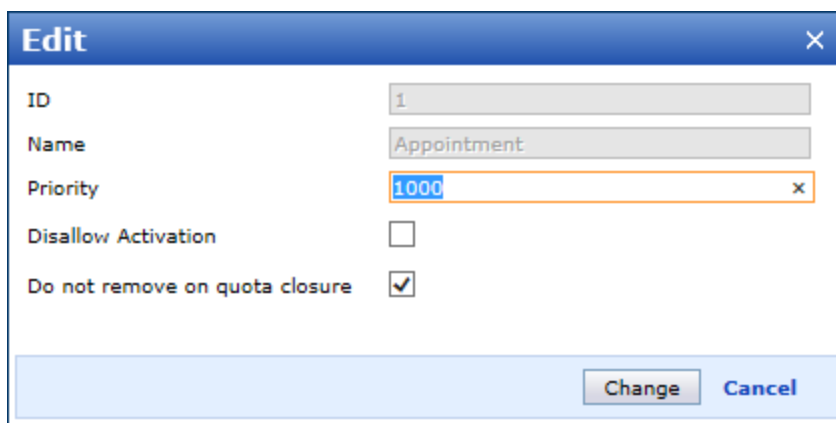 Edit
ID 1
Name Appointment
Priority 1000
Disallow Activation
Do not remove on quota closure
Change Cancel